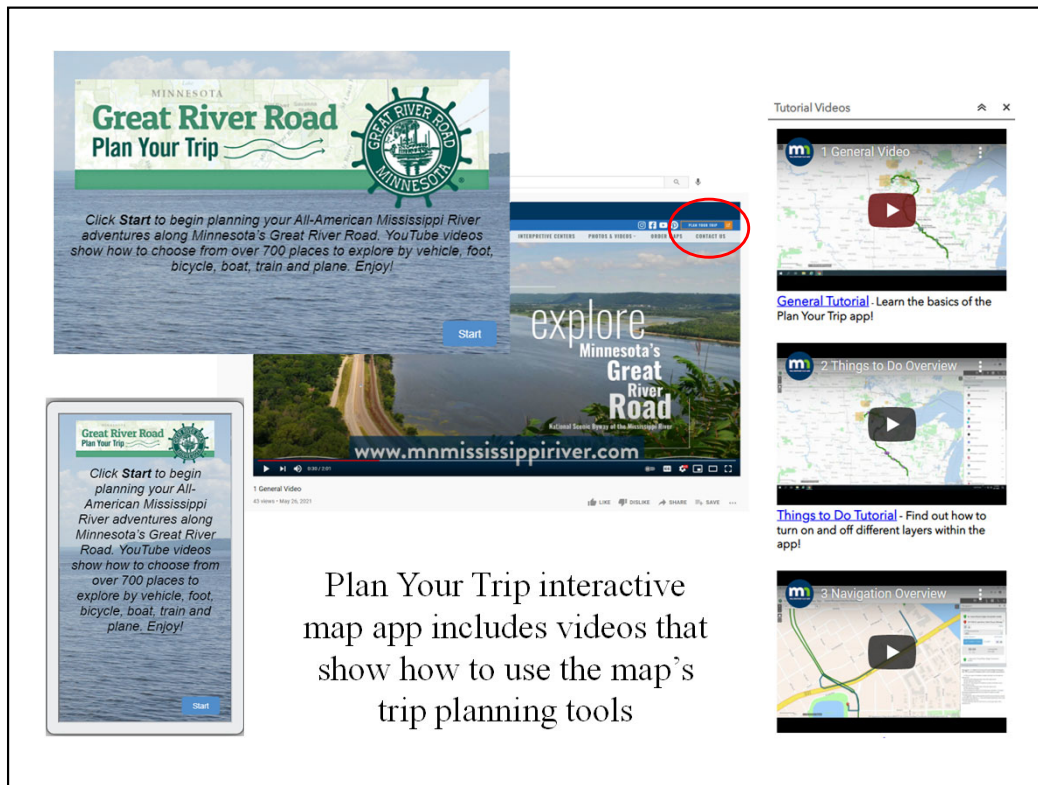 MINNESOTA
Great River Road
Plan Your Trip
GREAT RIVER ROAD
MINNESOTA
Click Start to begin planning your All-American Mississippi River
adventures along Minnesota's Great River Road. YouTube videos
show how to choose from over 700 places to explore by vehicle, foot,
bicycle, boat, train and plane. Enjoy!
Start
PLAN YOUR TRIP
INTERPRETIVE CENTERS PHOTOS & VIDEOS ORDER MAPS CONTACT US
explore
Minnesota's
Great
River
Road
National Scenic Byway of the Mississippi River
www.mnmississippiriver.com
0:30 / 2:01
1 General Video
43 views • May 26, 2021
LIKE DISLIKE SHARE SAVE
Great River Road
Plan Your Trip
Click Start to begin
planning your All-
American Mississippi
River adventures along
Minnesota's Great River
Road. YouTube videos
show how to choose from
over 700 places to
explore by vehicle, foot,
bicycle, boat, train and
plane. Enjoy!
Start
Plan Your Trip interactive
map app includes videos that
show how to use the map's
trip planning tools
Tutorial Videos
1 General Video
General Tutorial - Learn the basics of the
Plan Your Trip app!
2 Things to Do Overview
Things to Do Tutorial - Find out how to
turn on and off different layers within the
app!
3 Navigation Overview